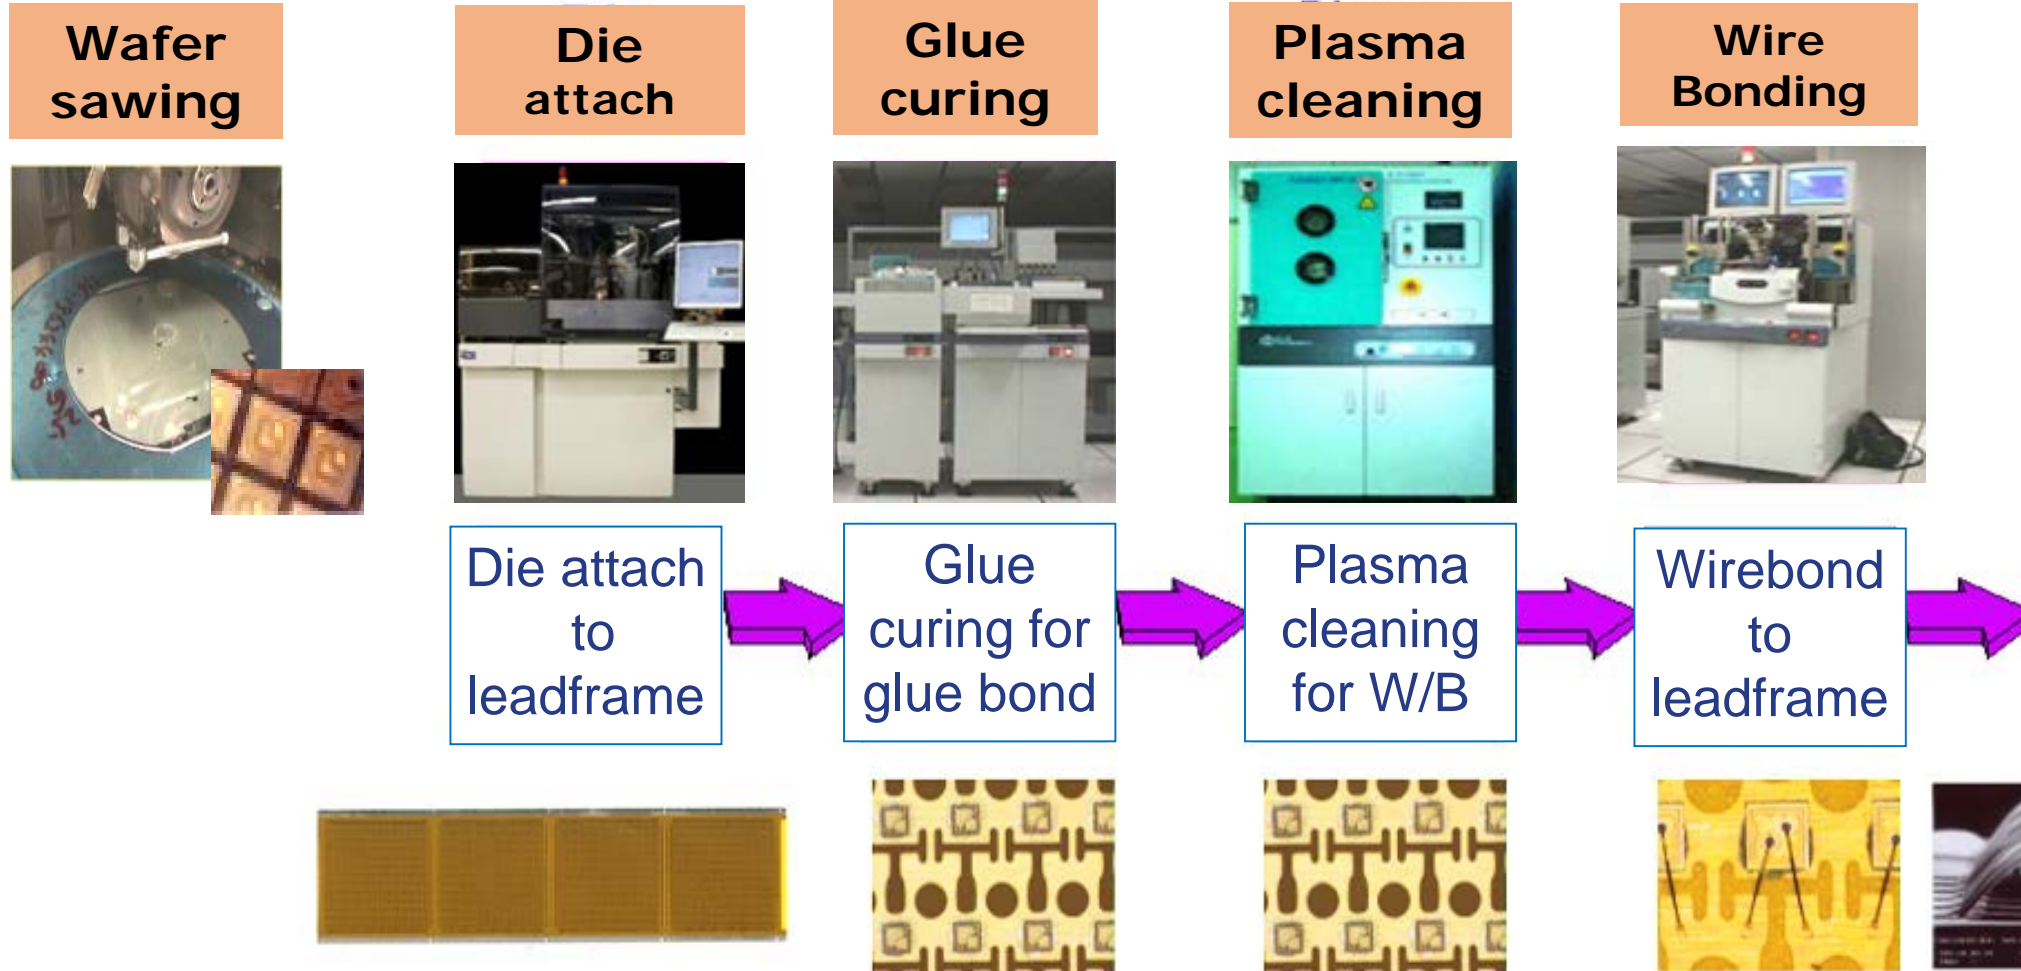 Wafer
sawing
Die
attach
Glue
curing
Plasma
cleaning
Wire
Bonding
Die attach
to
leadframe
Glue
curing for
glue bond
Plasma
cleaning
for W/B
Wirebond
to
leadframe